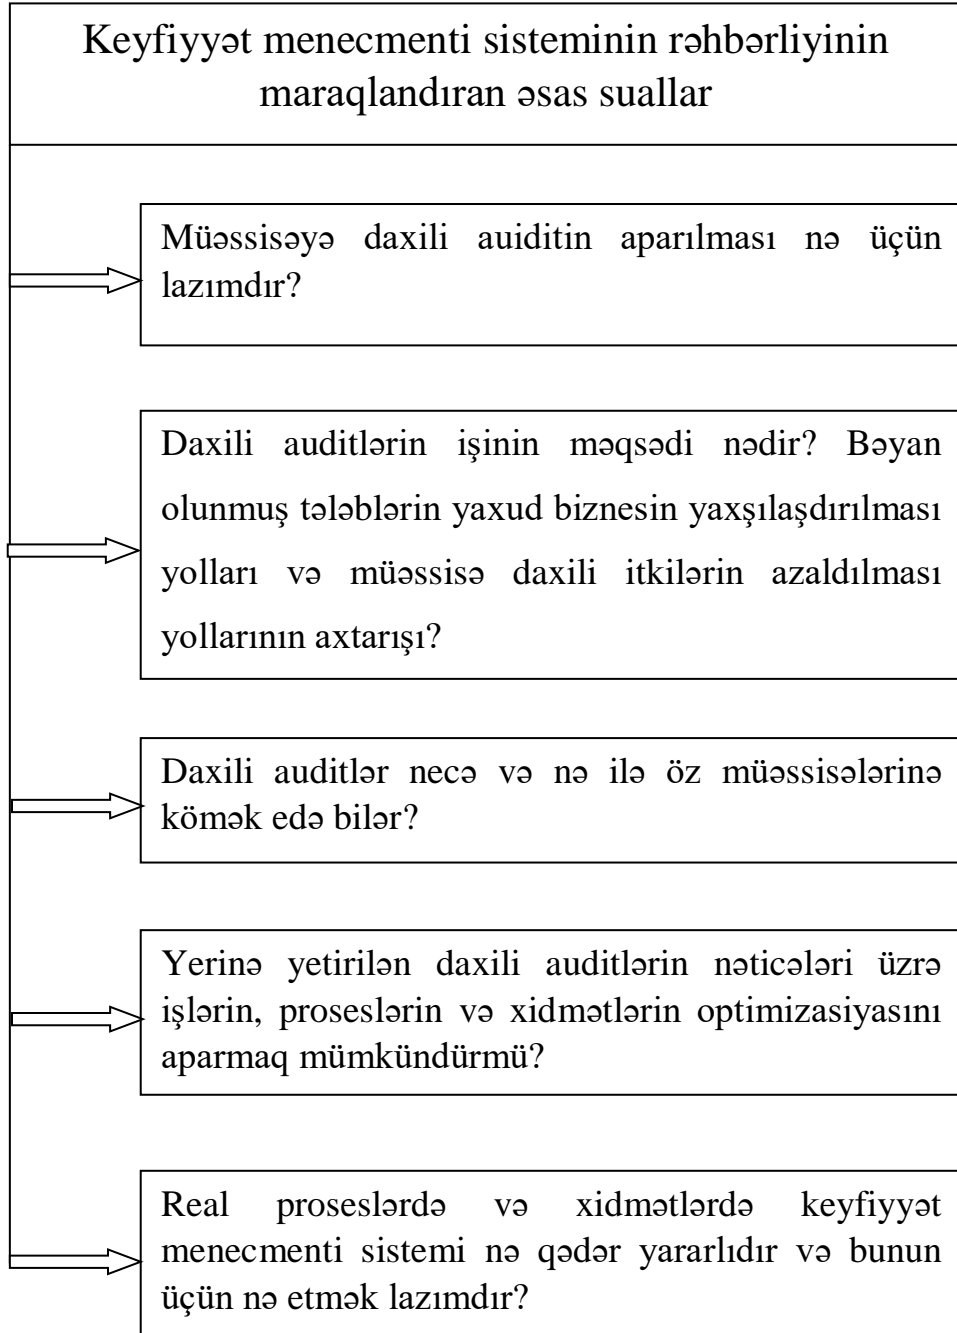 Keyfiyyət menecmenti sisteminin rəhbərliyinin
maraqlandıran əsas suallar
Müəssisəyə daxili auiditin aparılması nə üçün
lazımdır?
Daxili auditlərin işinin məqsədi nədir? Bəyan
olunmuş tələblərin yaxud biznesin yaxşılaşdırılması
yolları və müəssisə daxili itkilərin azaldılması
yollarının axtarışı?
Daxili auditlər necə və nə ilə öz müəssisələrinə
kömək edə bilər?
Yerinə yetirilən daxili auditlərin nəticələri üzrə
işlərin, proseslərin və xidmətlərin optimizasiyasını
aparmaq mümkündürmü?
Real proseslərdə və xidmətlərdə keyfiyyət
menecmenti sistemi nə qədər yararlıdır və bunun
üçün nə etmək lazımdır?